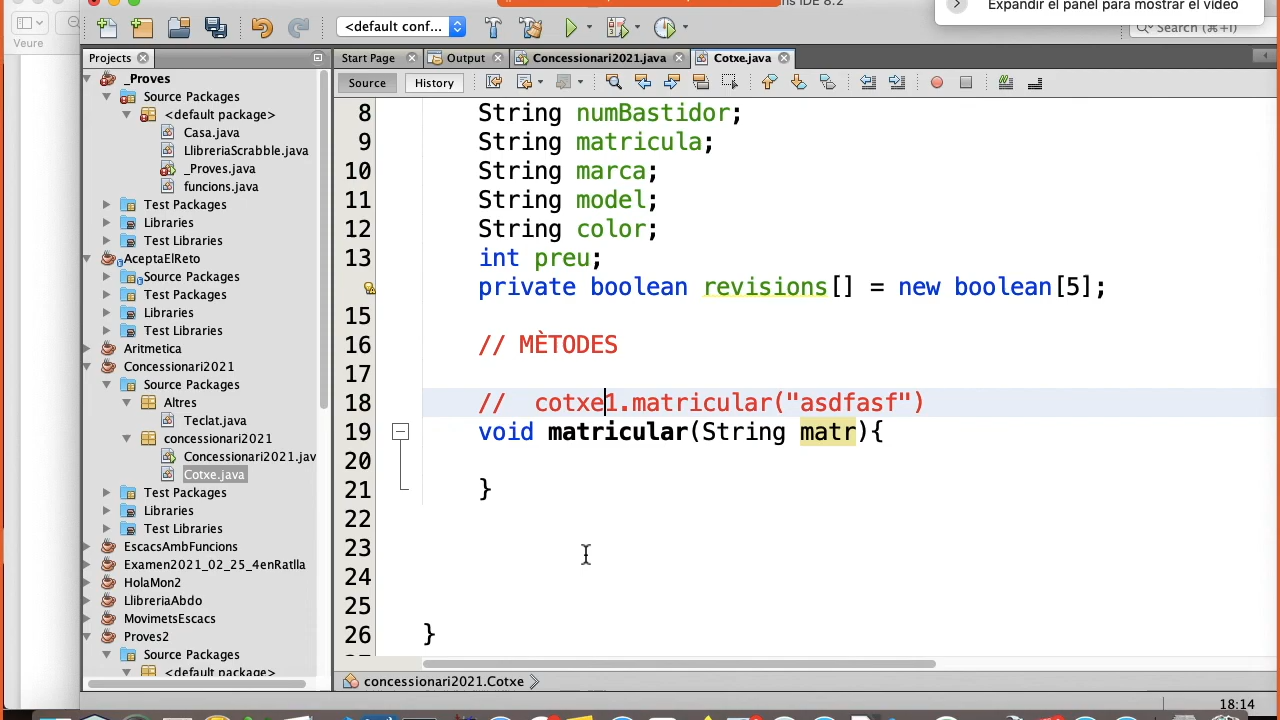 IDE 8.2
Expandir el panel para mostrar el vídeo
Veure
<default conf...
Search (⌘+I)
Projects
Start Page
Output
Concessionari2021.java
Cotxe.java
Source
History
_Proves
Source Packages
<default package>
Casa.java
LlibreriaScrabble.java
_Proves.java
funcions.java
Test Packages
Libraries
Test Libraries
AceptaElReto
Source Packages
Test Packages
Libraries
Test Libraries
Aritmetica
Concessionari2021
Source Packages
Altres
Teclat.java
concessionari2021
Concessionari2021.jav
Cotxe.java
Test Packages
Libraries
Test Libraries
EscacsAmbFuncions
Examen2021_02_25_4enRatlla
HolaMon2
LlibreriaAbdo
MovimetsEscacs
Proves2
Source Packages
<default package>
8 String numBastidor;
9 String matricula;
10 String marca;
11 String model;
12 String color;
13 int preu;
private boolean revisions[] = new boolean[5];
15
16 // MÈTODES
17
18 // cotxe1.matricular("asdfasf")
19 void matricular(String matr){
20
21 }
22
23
24
25
26 }
concessionari2021.Cotxe
18:14